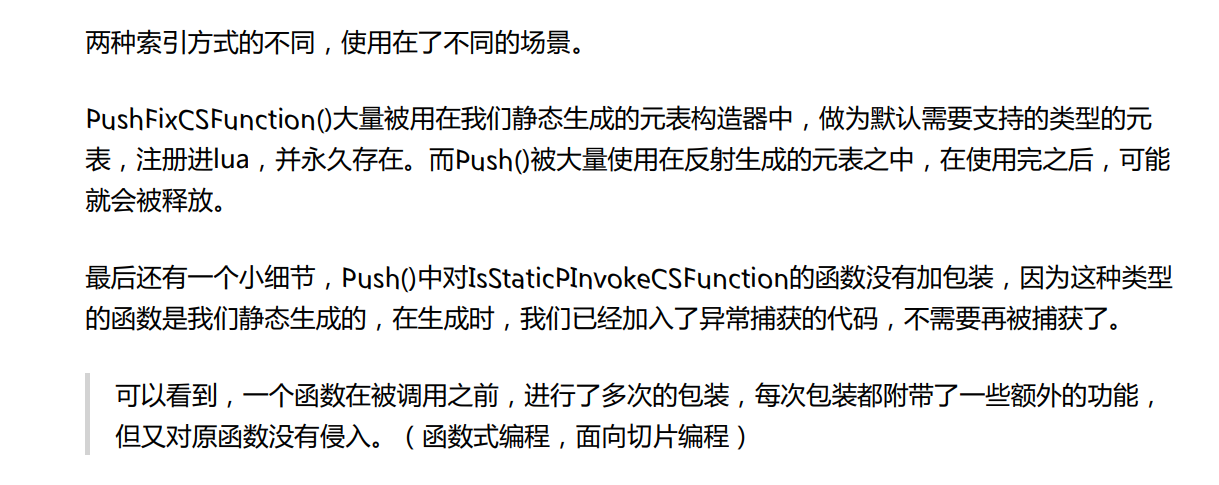 两种索引方式的不同，使用在了不同的场景。
PushFixCSFunction()大量被用在我们静态生成的元表构造器中，做为默认需要支持的类型的元
表，注册进lua，并永久存在。而Push()被大量使用在反射生成的元表之中，在使用完之后，可能
就会被释放。
最后还有一个小细节，Push()中对IsStaticPInvokeCSFunction的函数没有加包装，因为这种类型
的函数是我们静态生成的，在生成时，我们已经加入了异常捕获的代码，不需要再被捕获了。
可以看到，一个函数在被调用之前，进行了多次的包装，每次包装都附带了一些额外的功能，
但又对原函数没有侵入。（函数式编程，面向切片编程）